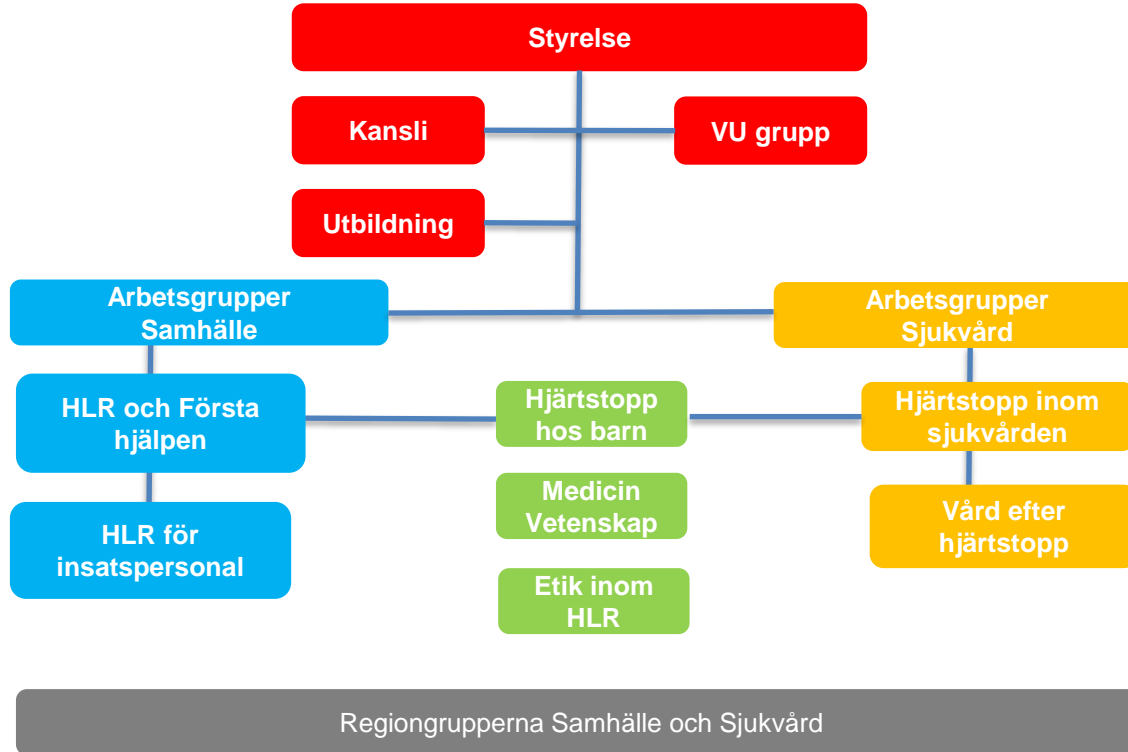 Styrelse
Kansli
VU grupp
Utbildning
Arbetsgrupper
Samhälle
Arbetsgrupper
Sjukvård
HLR och Första
hjälpen
Hjärtstopp
hos barn
Hjärtstopp inom
sjukvården
HLR för
insatspersonal
Medicin
Vetenskap
Vård efter
hjärtstopp
Etik inom
HLR
Regiongrupperna Samhälle och Sjukvård